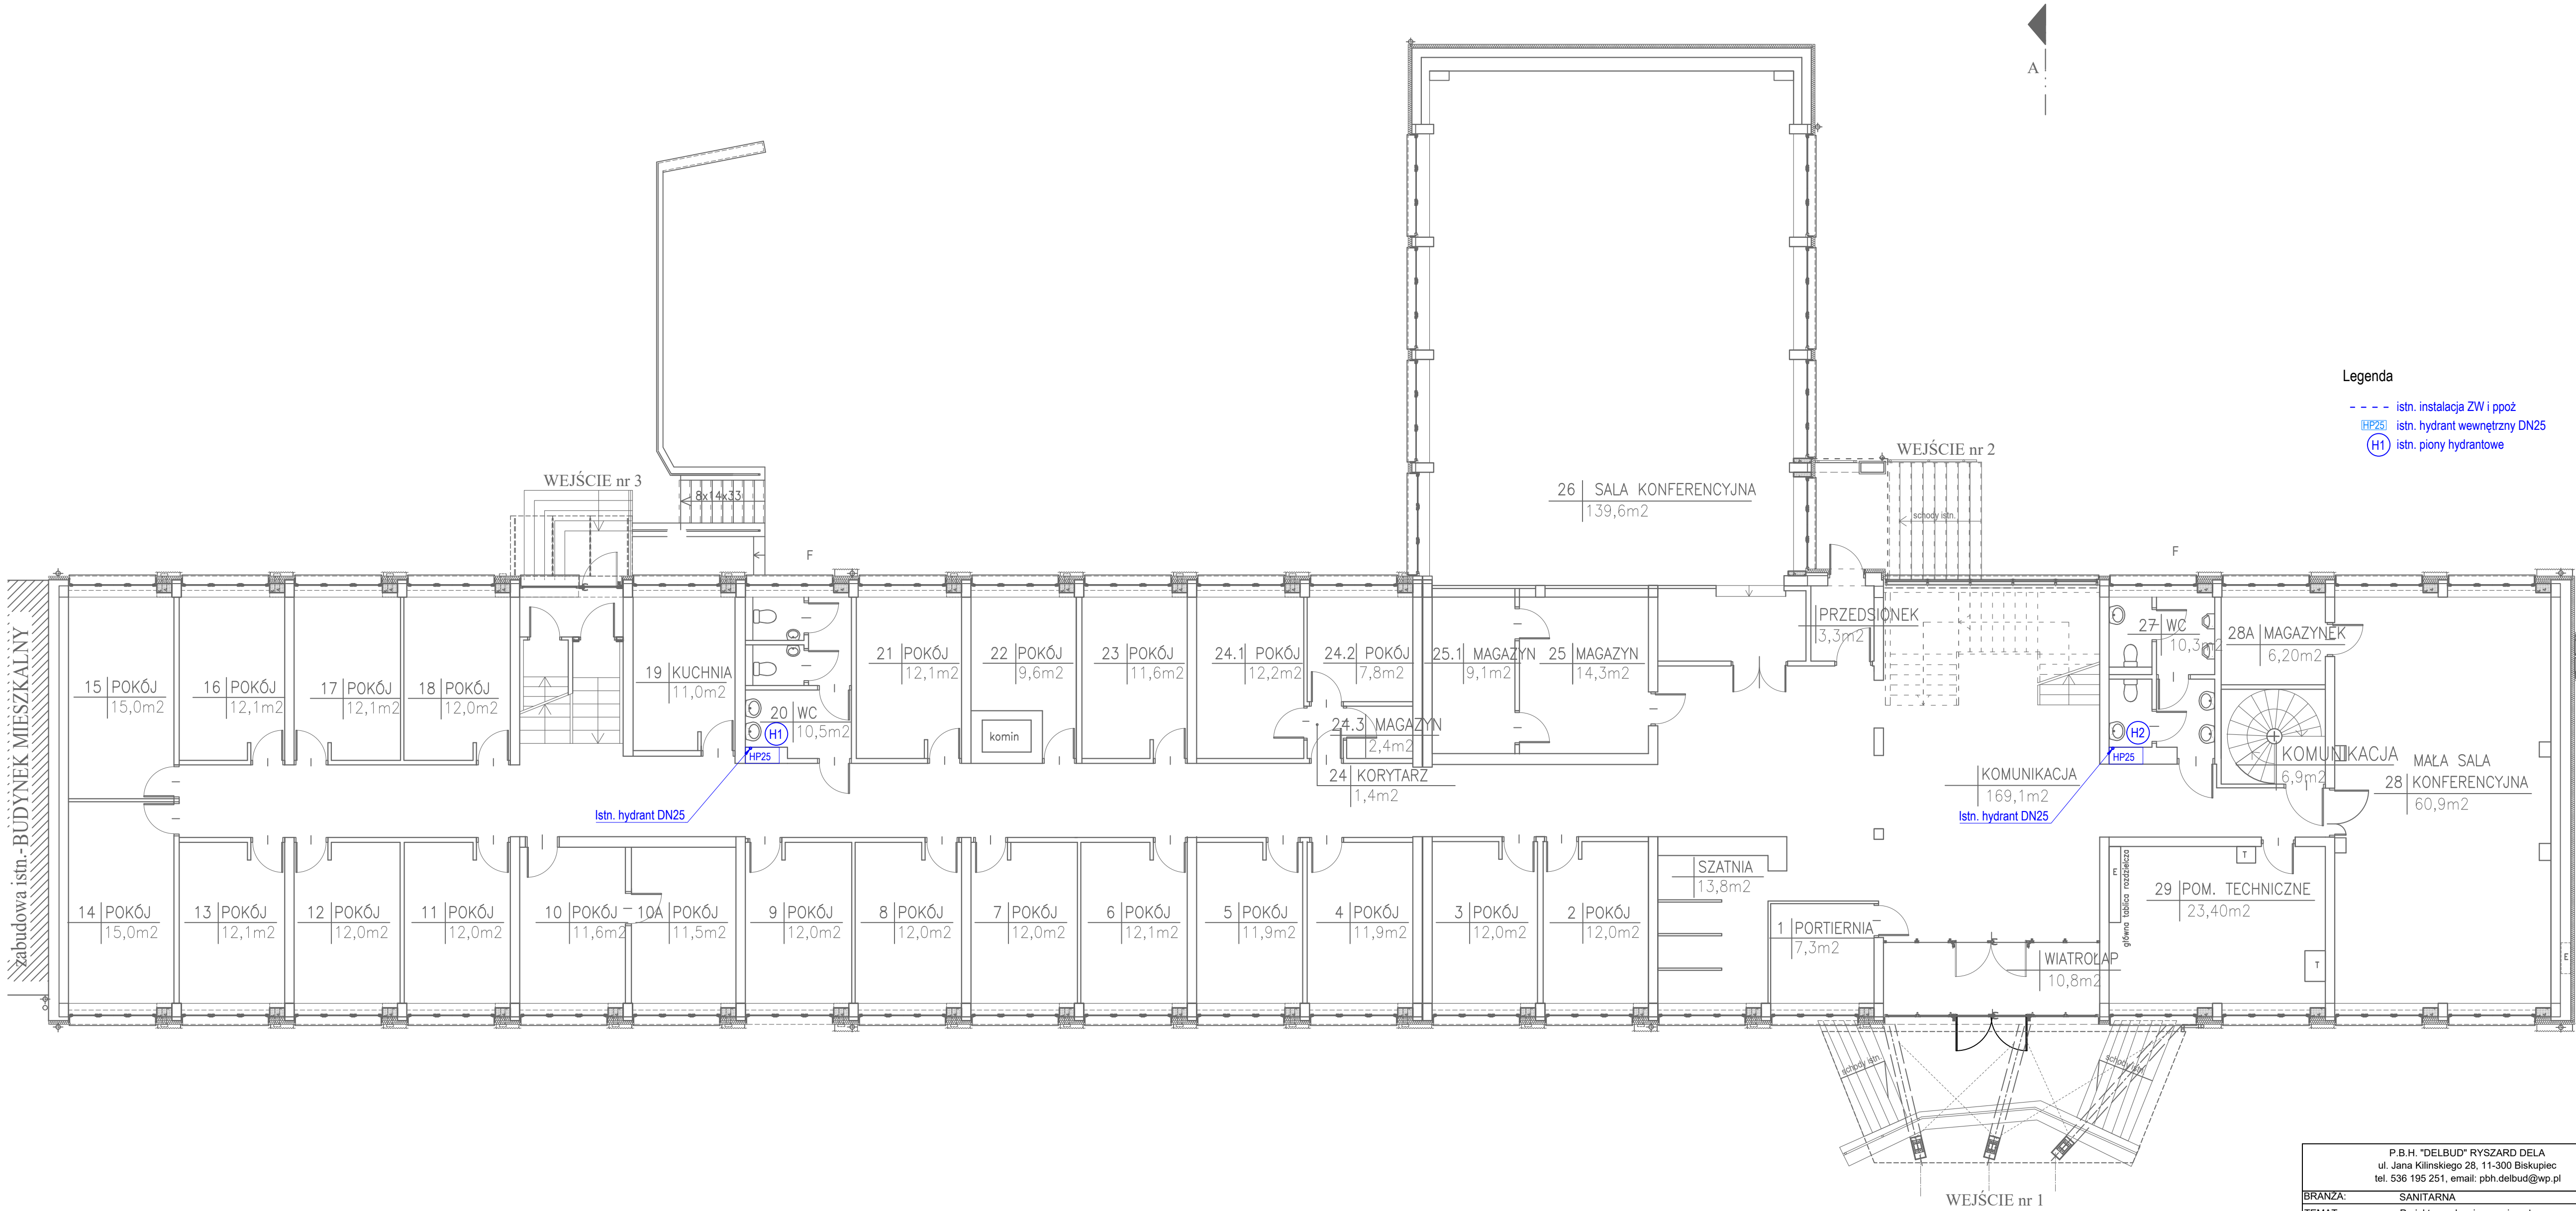 A
Legenda
istn. instalacja ZW i ppoż
HP25 istn. hydrant wewnętrzny DN25
H1 istn. piony hydrantowe
WEJŚCIE nr 3
8x14x33
F
WEJŚCIE nr 2
schody istn.
F
26 SALA KONFERENCYJNA
139,6m2
PRZEDSIONEK
3,3m2
zabudowa istn.- BUDYNEK MIESZKALNY
15 POKÓJ
15,0m2
16 POKÓJ
12,1m2
17 POKÓJ
12,1m2
18 POKÓJ
12,0m2
19 KUCHNIA
11,0m2
20 WC
10,5m2
H1
HP25
Istn. hydrant DN25
21 POKÓJ
12,1m2
22 POKÓJ
9,6m2
komin
23 POKÓJ
11,6m2
24.1 POKÓJ
12,2m2
24.2 POKÓJ
7,8m2
24.3 MAGAZYN
2,4m2
24 KORYTARZ
1,4m2
25.1 MAGAZYN
9,1m2
25 MAGAZYN
14,3m2
KOMUNIKACJA
169,1m2
Istn. hydrant DN25
27 WC
10,3m2
H2
HP25
28A MAGAZYNEK
6,20m2
KOMUNIKACJA
6,9m2
MAŁA SALA
28 KONFERENCYJNA
60,9m2
14 POKÓJ
15,0m2
13 POKÓJ
12,1m2
12 POKÓJ
12,0m2
11 POKÓJ
12,0m2
10 POKÓJ
11,6m2
10A POKÓJ
11,5m2
9 POKÓJ
12,0m2
8 POKÓJ
12,0m2
7 POKÓJ
12,0m2
6 POKÓJ
12,1m2
5 POKÓJ
11,9m2
4 POKÓJ
11,9m2
3 POKÓJ
12,0m2
2 POKÓJ
12,0m2
SZATNIA
13,8m2
1 PORTIERNIA
7,3m2
WIATROŁAP
10,8m2
E
główna tablica rozdzielcza
T
29 POM. TECHNICZNE
23,40m2
T
E
schody istn.
schody istn.
WEJŚCIE nr 1
P.B.H. "DELBUD" RYSZARD DELA
ul. Jana Kilinskiego 28, 11-300 Biskupiec
tel. 536 195 251, email: pbh.delbud@wp.pl
BRANŻA: SANITARNA